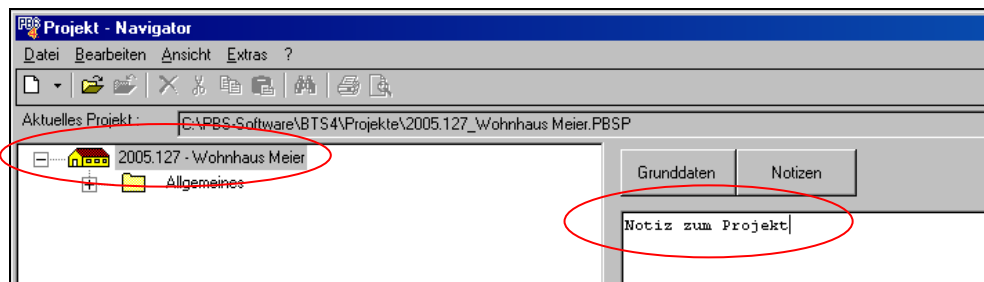 PBS 4 Projekt - Navigator
Datei Bearbeiten Ansicht Extras ?
Aktuelles Projekt : C:\PBS-Software\BTS4\Projekte\2005.127_Wohnhaus Meier.PBSP
2005.127 - Wohnhaus Meier
Allgemeines
Grunddaten Notizen
Notiz zum Projekt